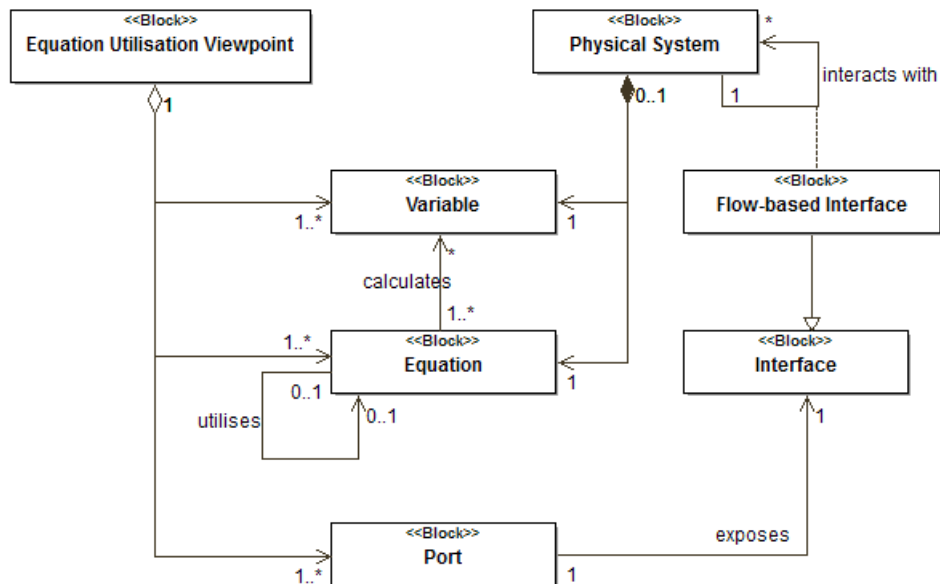 <<Block>>
Equation Utilisation Viewpoint
1
<<Block>>
Physical System
*
0..1
1
interacts with
<<Block>>
Variable
1..*
1
<<Block>>
Flow-based Interface
*
calculates
1..*
1..*
<<Block>>
Equation
1
0..1
0..1
utilises
<<Block>>
Interface
1
<<Block>>
Port
1..*
1
exposes